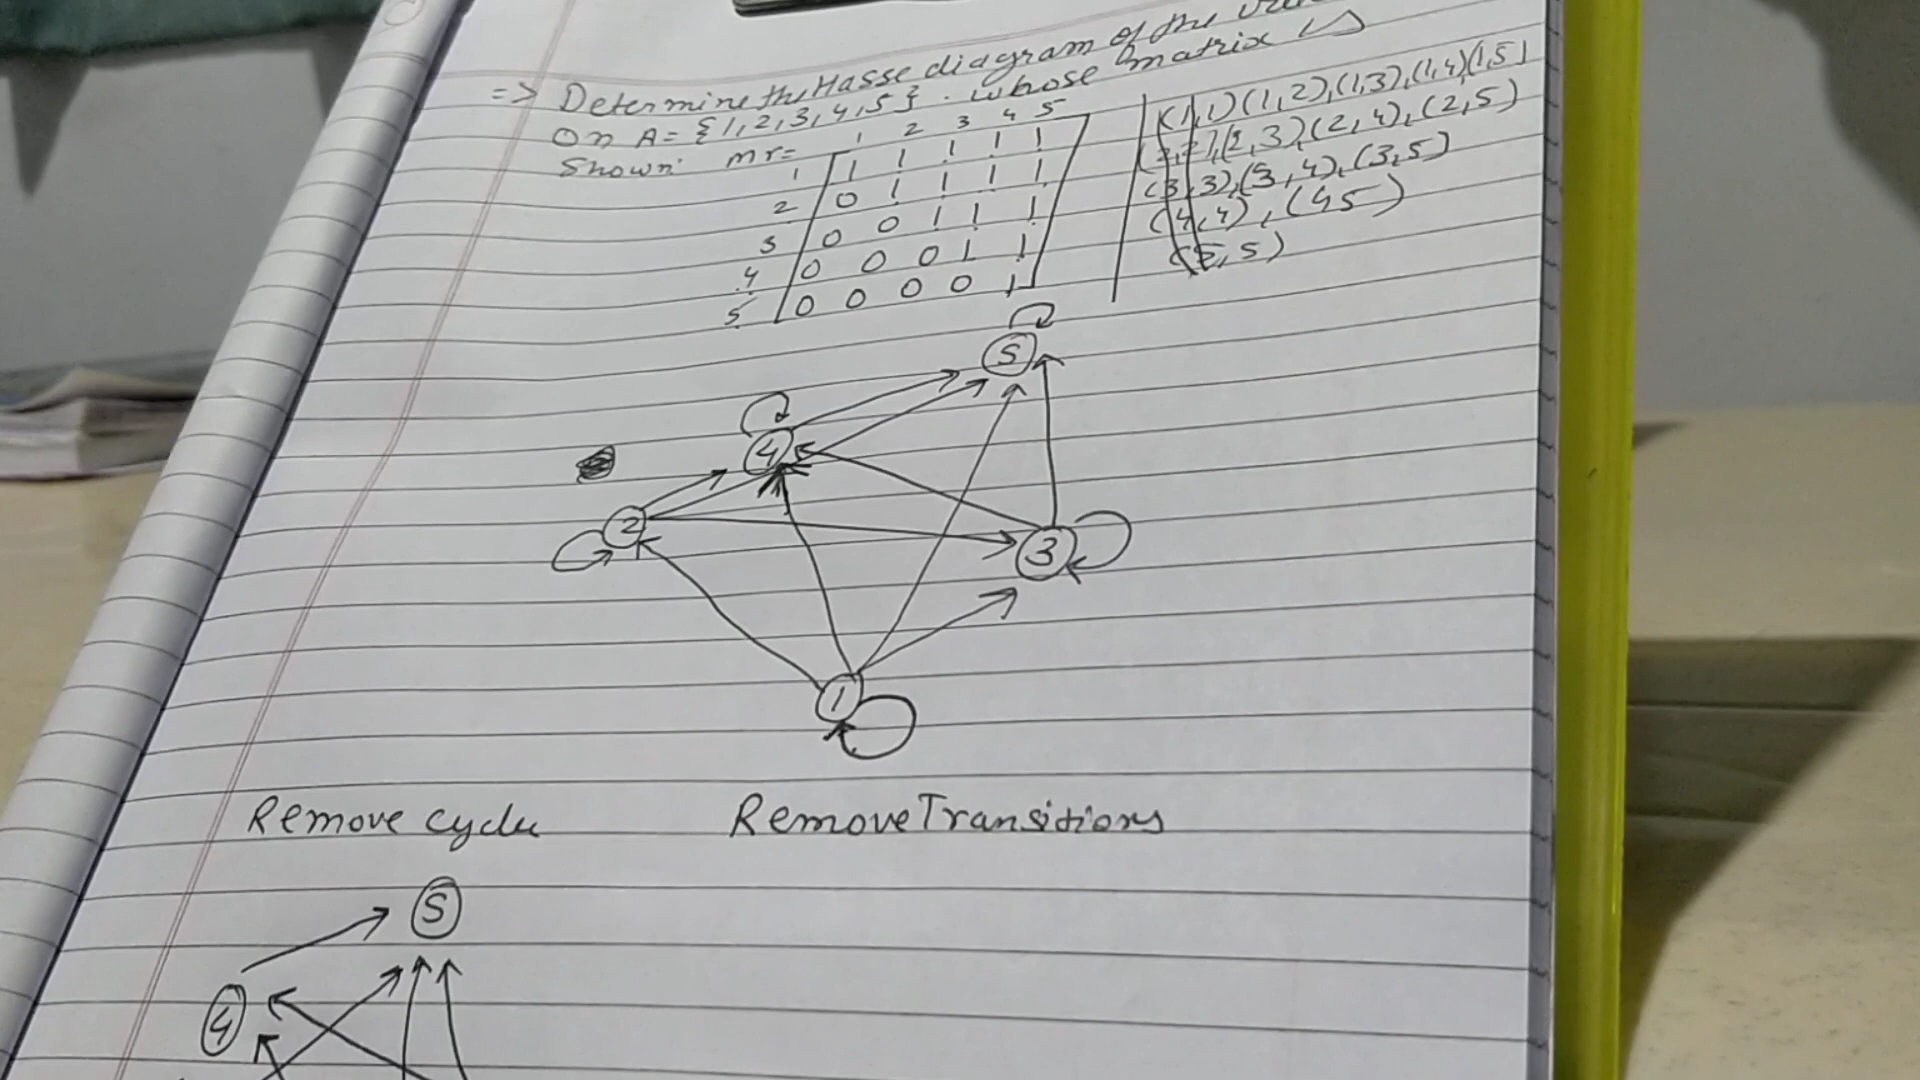 => Determine the Hasse diagram of the
on A = {1,2,3,4,5}. whose matrix is
Shown: mr =
1 2 3 4 5
1 1 1 1 1 1
2 0 1 1 1 1
3 0 0 1 1 1
4 0 0 0 1 1
5 0 0 0 0 1
(1,1)(1,2),(1,3),(1,4)(1,5)
(2,2),(2,3),(2,4),(2,5)
(3,3),(3,4),(3,5)
(4,4),(45)
(5,5)
5
4
2
3
1
Remove cycle Remove Transitions
5
4